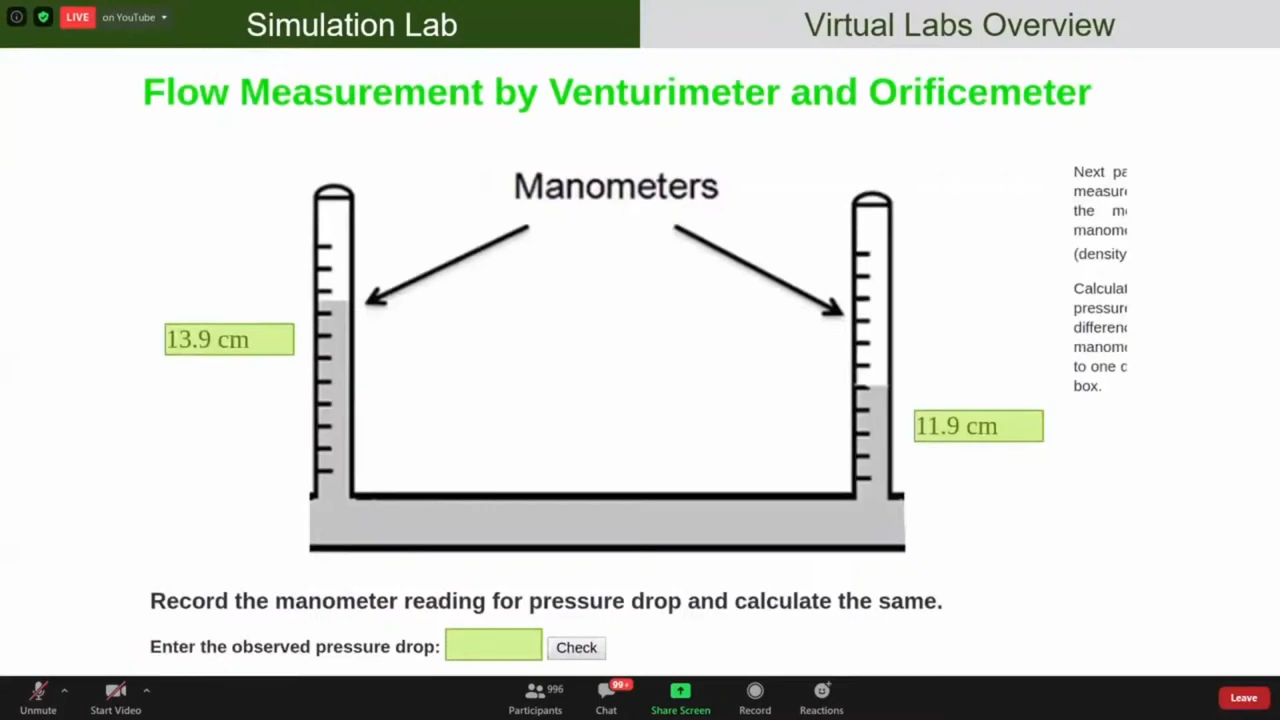 LIVE on YouTube
Simulation Lab
Virtual Labs Overview
Flow Measurement by Venturimeter and Orificemeter
Manometers
13.9 cm
11.9 cm
Next pa
measure
the m
manome
(density
Calculat
pressure
differenc
manome
to one d
box.
Record the manometer reading for pressure drop and calculate the same.
Enter the observed pressure drop: Check
Unmute
Start Video
996
Participants
99+
Chat
Share Screen
Record
Reactions
Leave